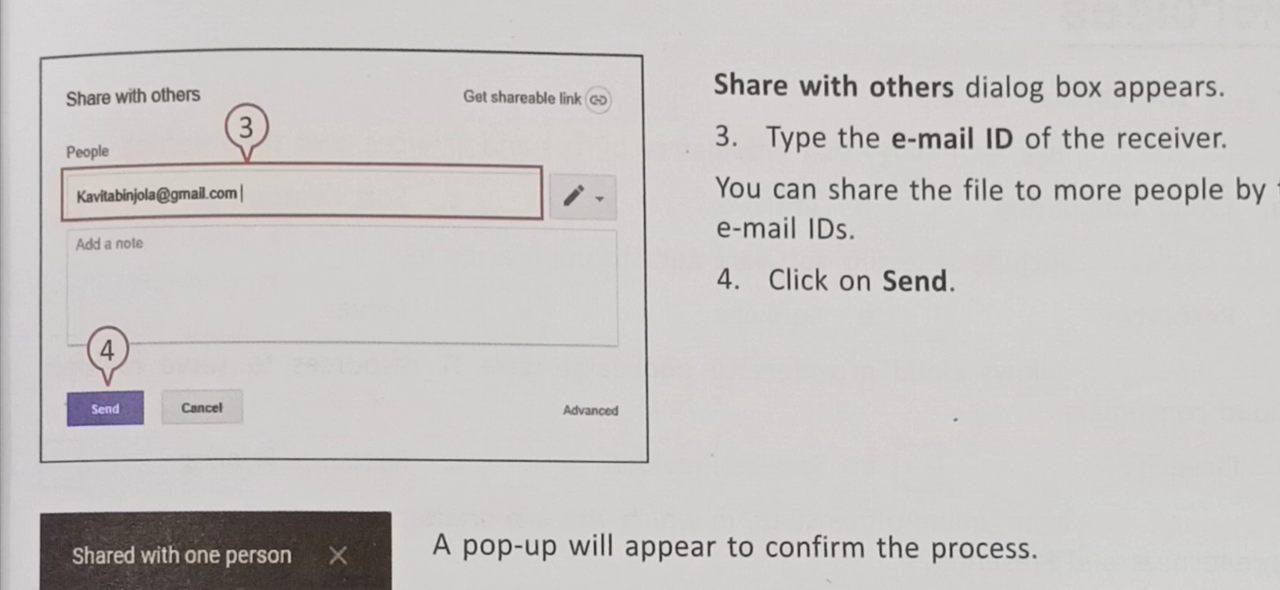 Share with others
Get shareable link
3
People
Kavitabinjola@gmail.com
Add a note
4
Send
Cancel
Advanced
Share with others dialog box appears.
3. Type the e-mail ID of the receiver.
You can share the file to more people by
e-mail IDs.
4. Click on Send.
Shared with one person ×
A pop-up will appear to confirm the process.